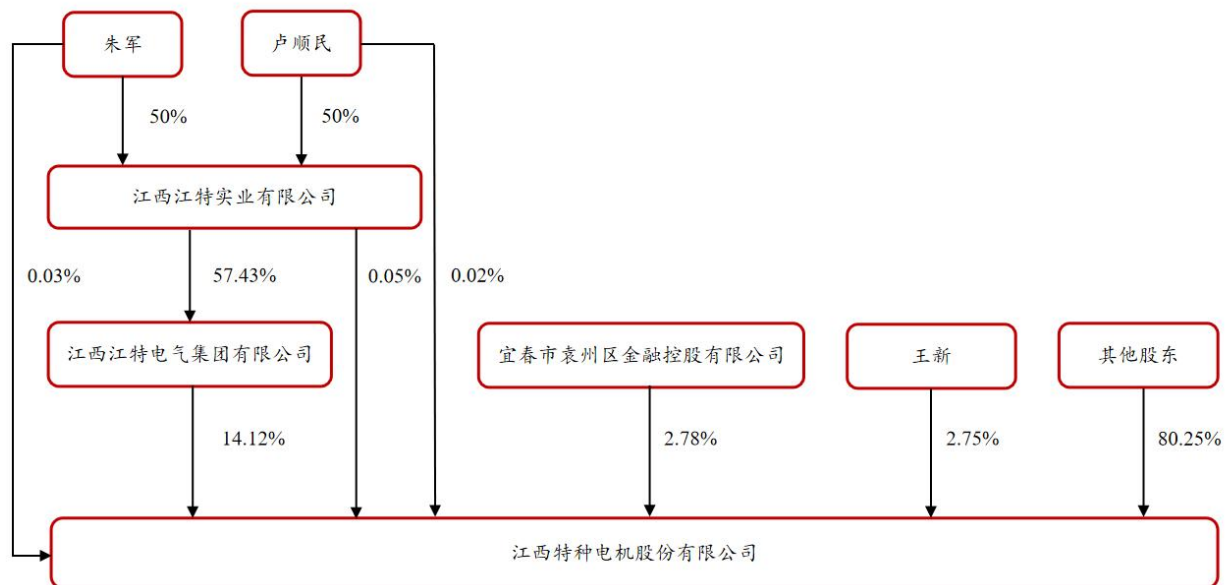 朱军
卢顺民
50%
50%
江西江特实业有限公司
0.03%
57.43%
0.05%
0.02%
江西江特电气集团有限公司
宜春市袁州区金融控股有限公司
王新
其他股东
14.12%
2.78%
2.75%
80.25%
江西特种电机股份有限公司